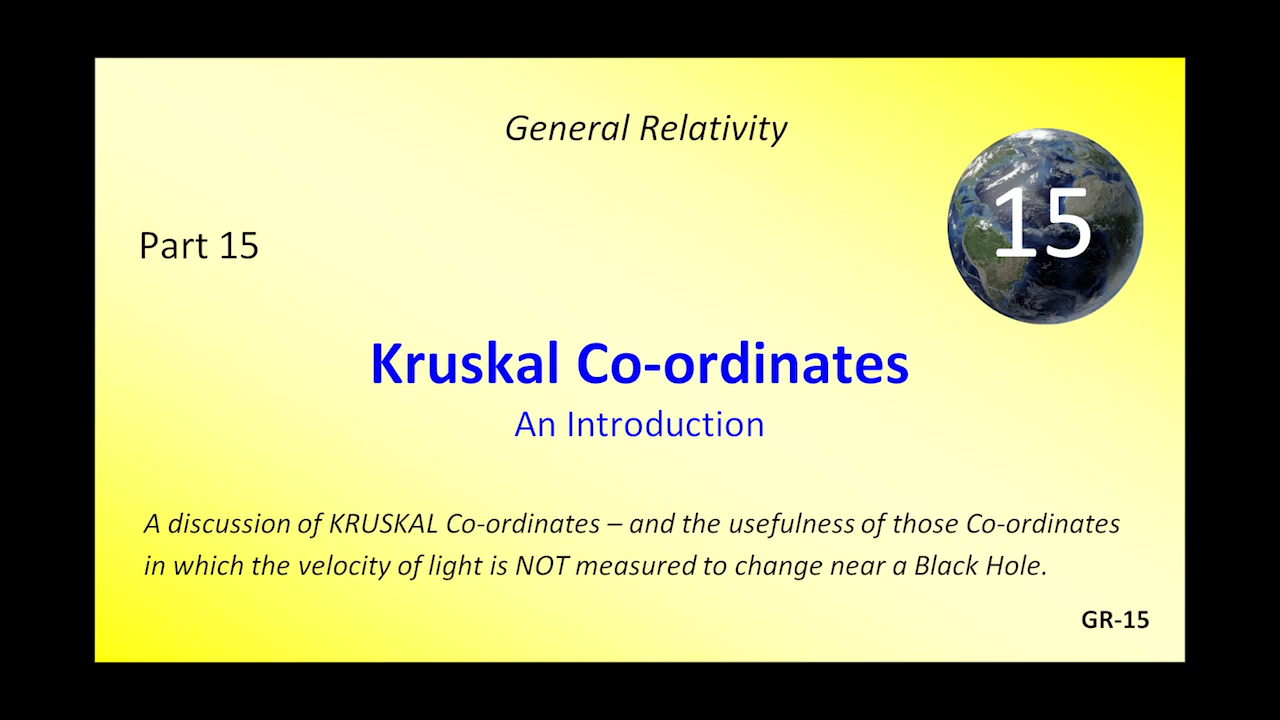 General Relativity
15
Part 15
Kruskal Co-ordinates
An Introduction
A discussion of KRUSKAL Co-ordinates – and the usefulness of those Co-ordinates
in which the velocity of light is NOT measured to change near a Black Hole.
GR-15